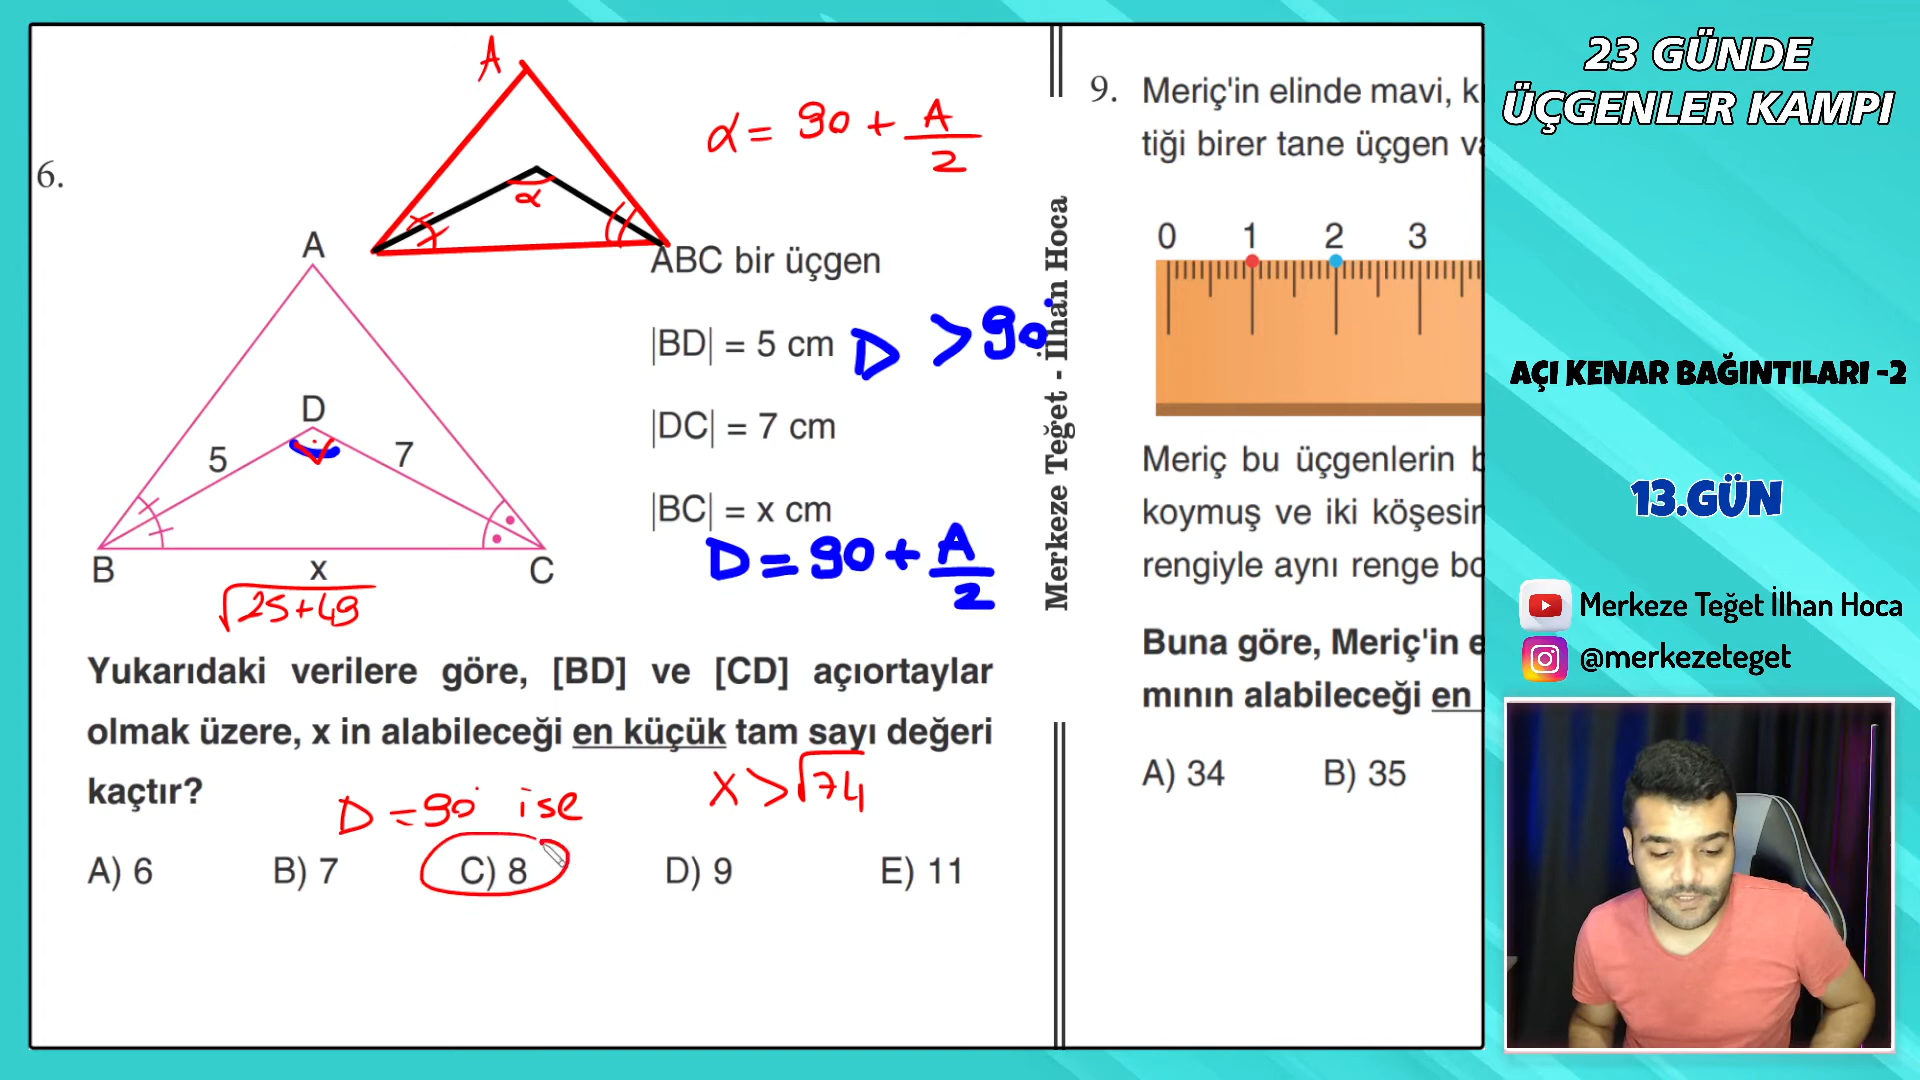 6.
A
α = 90 + A/2
α
A
D
5
7
B
x
C
√25+49
ABC bir üçgen
|BD| = 5 cm
D > 90°
|DC| = 7 cm
|BC| = x cm
D = 90 + A/2
Yukarıdaki verilere göre, [BD] ve [CD] açıortaylar
olmak üzere, x in alabileceği en küçük tam sayı değeri
kaçtır?
D = 90° ise
x > √74
A) 6 B) 7 C) 8 D) 9 E) 11
Merkeze Teğet - İlhan Hoca
9. Meriç'in elinde mavi, k
tiği birer tane üçgen v
0 1 2 3
Meriç bu üçgenlerin b
koymuş ve iki köşesin
rengiyle aynı renge bo
Buna göre, Meriç'in e
mının alabileceği en
A) 34 B) 35
23 GÜNDE
ÜÇGENLER KAMPI
AÇI KENAR BAĞINTILARI -2
13.GÜN
Merkeze Teğet İlhan Hoca
@merkezeteget